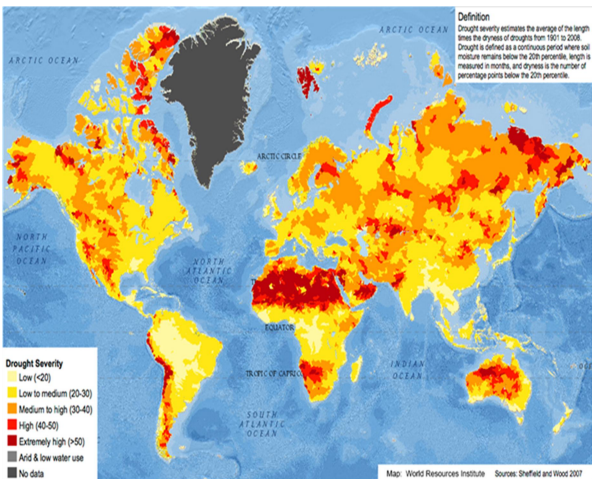 Definition
Drought severity estimates the average of the length
times the dryness of droughts from 1901 to 2008.
Drought is defined as a continuous period where soil
moisture remains below the 20th percentile, length is
measured in months, and dryness is the number of
percentage points below the 20th percentile.
ARCTIC OCEAN
ARCTIC OCEAN
ARCTIC CIRCLE
NORTH
PACIFIC
OCEAN
NORTH
ATLANTIC
OCEAN
EQUATOR
INDIAN
OCEAN
TROPIC OF CAPRIC
SOUTH
ATLANTIC
OCEAN
Drought Severity
Low (<20)
Low to medium (20-30)
Medium to high (30-40)
High (40-50)
Extremely high (>50)
Arid & low water use
No data
Map: World Resources Institute Sources: Sheffield and Wood 2007